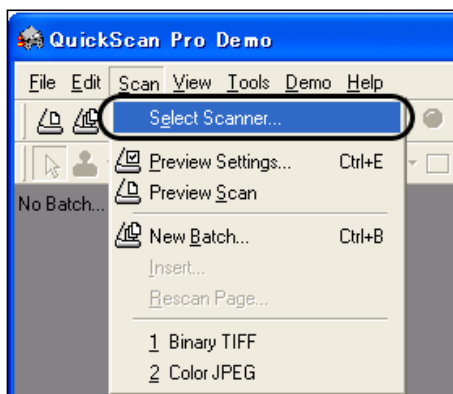 QuickScan Pro Demo
File Edit Scan View Tools Demo Help
Select Scanner...
Preview Settings... Ctrl+E
Preview Scan
No Batch...
New Batch... Ctrl+B
Insert...
Rescan Page...
1 Binary TIFF
2 Color JPEG